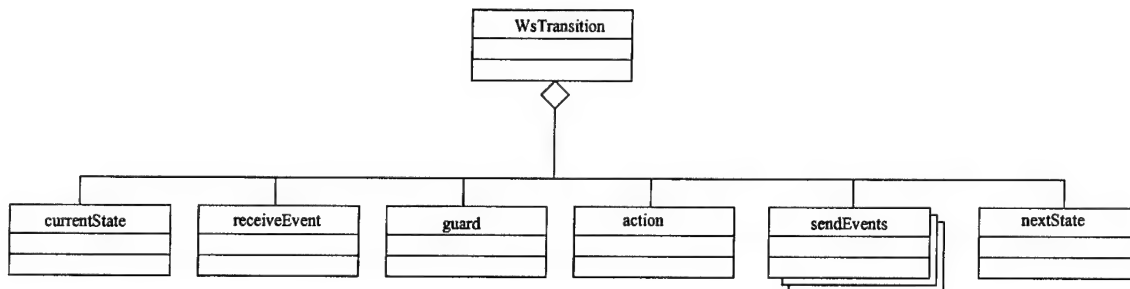 WsTransition
currentState
receiveEvent
guard
action
sendEvents
nextState